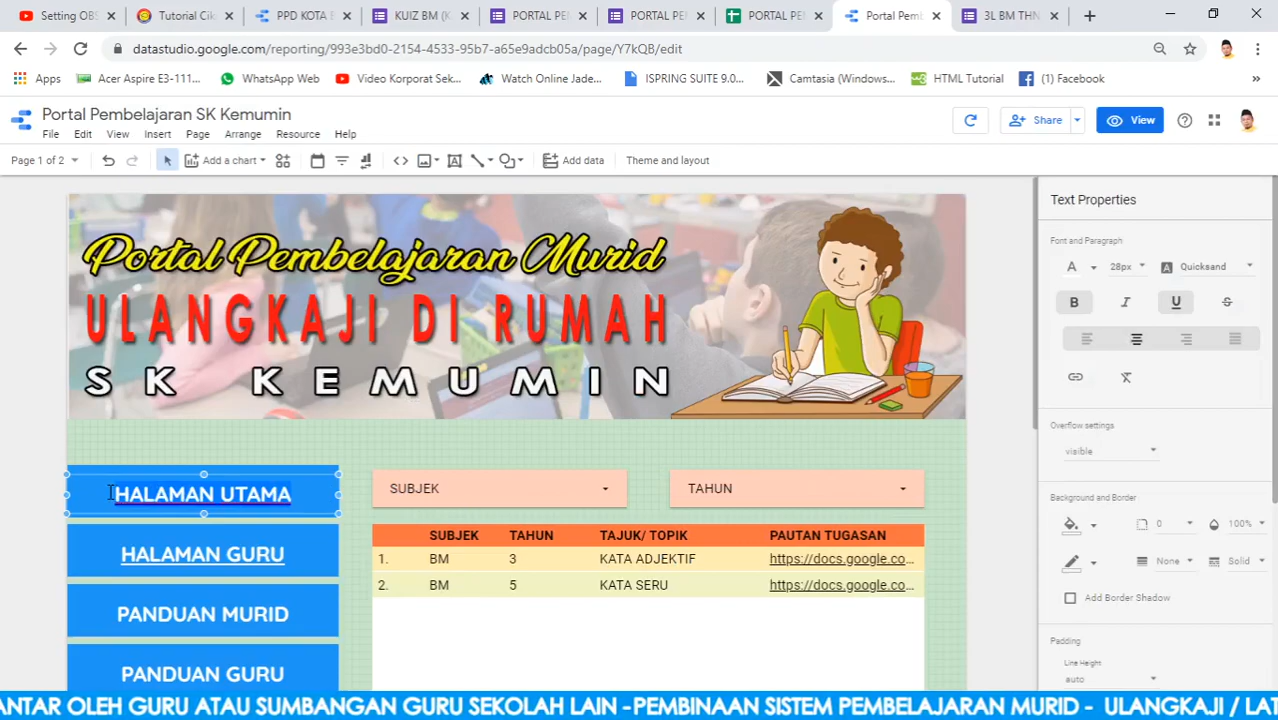 Setting OBS
Tutorial Cik
PPD KOTA B
KUIZ BM (K
PORTAL PEM
PORTAL PEM
PORTAL PEM
Portal Pemb
3L BM THN
datastudio.google.com/reporting/993e3bd0-2154-4533-95b7-a65e9adcb05a/page/Y7kQB/edit
Apps
Acer Aspire E3-111...
WhatsApp Web
Video Korporat Sek...
Watch Online Jade...
ISPRING SUITE 9.0...
Camtasia (Windows...
HTML Tutorial
(1) Facebook
»
Portal Pembelajaran SK Kemumin
File Edit View Insert Page Arrange Resource Help
Share
View
Page 1 of 2
Add a chart
Add data
Theme and layout
Portal Pembelajaran Murid
ULANGKAJI DI RUMAH
SK KEMUMIN
HALAMAN UTAMA
HALAMAN GURU
PANDUAN MURID
PANDUAN GURU
SUBJEK
TAHUN
SUBJEK TAHUN TAJUK/ TOPIK PAUTAN TUGASAN
1. BM 3 KATA ADJEKTIF https://docs.google.co...
2. BM 5 KATA SERU https://docs.google.co...
Text Properties
Font and Paragraph
A 28px Quicksand
B I U S
Overflow settings
visible
Background and Border
0 100%
None Solid
Add Border Shadow
Padding
Line Height
auto
ANTAR OLEH GURU ATAU SUMBANGAN GURU SEKOLAH LAIN -PEMBINAAN SISTEM PEMBELAJARAN MURID - ULANGKAJI / LAT